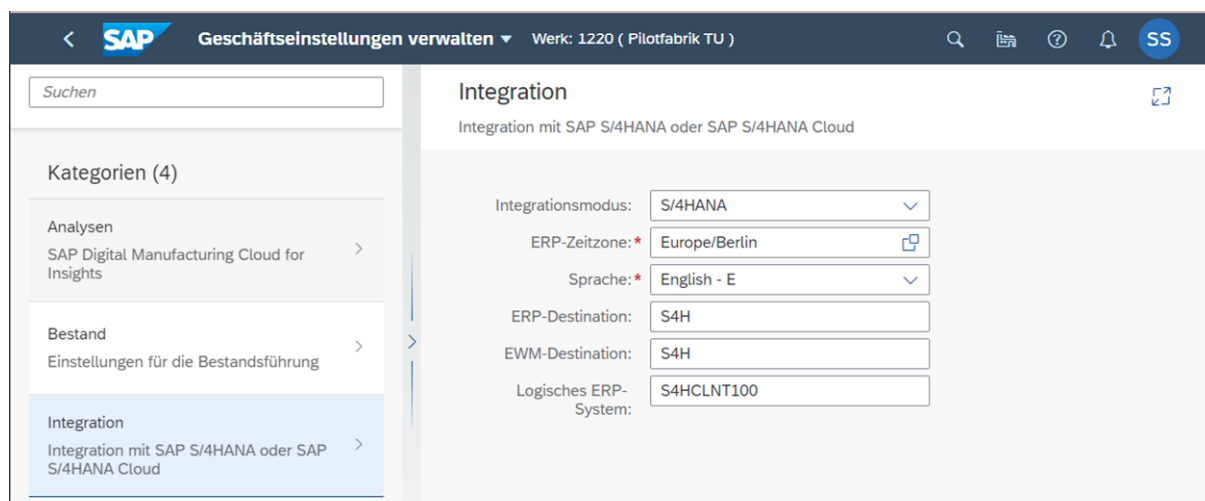 SAP Geschäftseinstellungen verwalten Werk: 1220 ( Pilotfabrik TU ) SS
Suchen
Kategorien (4)
Analysen
SAP Digital Manufacturing Cloud for
Insights
Bestand
Einstellungen für die Bestandsführung
Integration
Integration mit SAP S/4HANA oder SAP
S/4HANA Cloud
Integration
Integration mit SAP S/4HANA oder SAP S/4HANA Cloud
Integrationsmodus: S/4HANA
ERP-Zeitzone:* Europe/Berlin
Sprache:* English - E
ERP-Destination: S4H
EWM-Destination: S4H
Logisches ERP- S4HCLNT100
System: